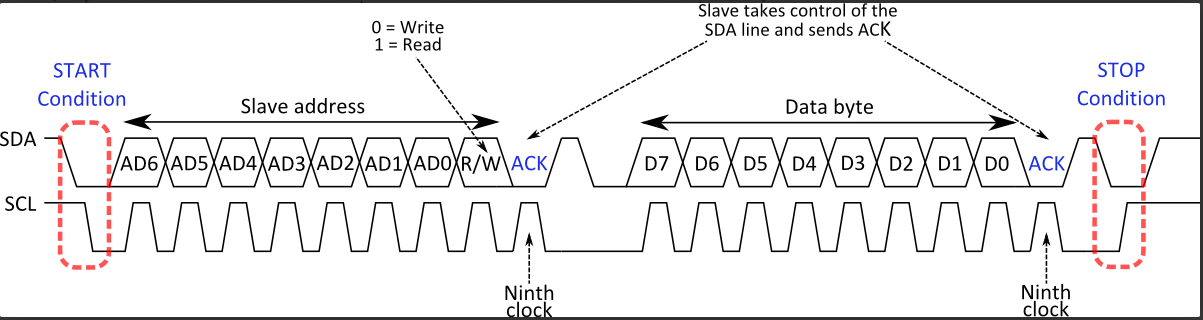 Slave takes control of the
SDA line and sends ACK
0 = Write
1 = Read
START
Condition
STOP
Condition
Slave address
Data byte
SDA
AD6 AD5 AD4 AD3 AD2 AD1 AD0 R/W ACK D7 D6 D5 D4 D3 D2 D1 D0 ACK
SCL
Ninth
clock
Ninth
clock